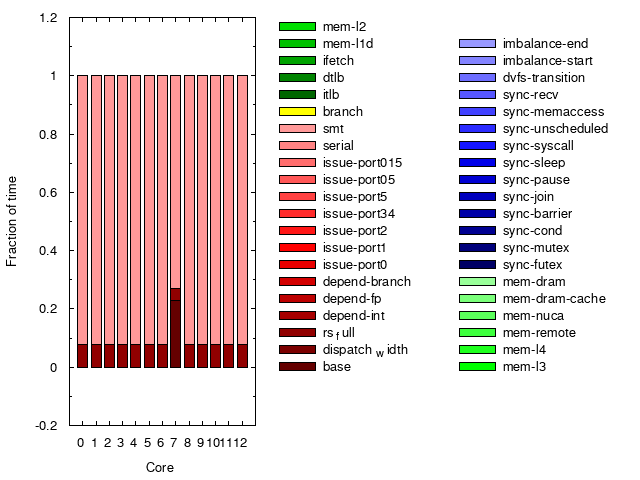 1.2
1
0.8
0.6
0.4
0.2
0
-0.2
Fraction of time
0 1 2 3 4 5 6 7 8 9 10 11 12
Core
mem-l2
mem-l1d
ifetch
dtlb
itlb
branch
smt
serial
issue-port015
issue-port05
issue-port5
issue-port34
issue-port2
issue-port1
issue-port0
depend-branch
depend-fp
depend-int
rsfull
dispatchwidth
base
imbalance-end
imbalance-start
dvfs-transition
sync-recv
sync-memaccess
sync-unscheduled
sync-syscall
sync-sleep
sync-pause
sync-join
sync-barrier
sync-cond
sync-mutex
sync-futex
mem-dram
mem-dram-cache
mem-nuca
mem-remote
mem-l4
mem-l3